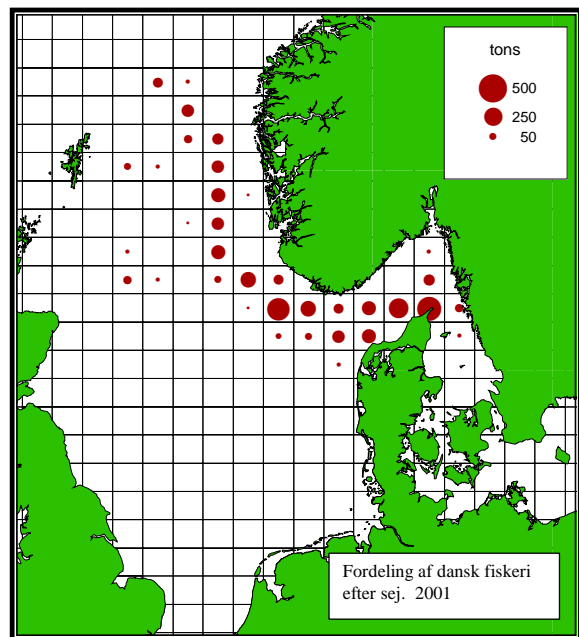 tons
500
250
50
Fordeling af dansk fiskeri
efter sej. 2001